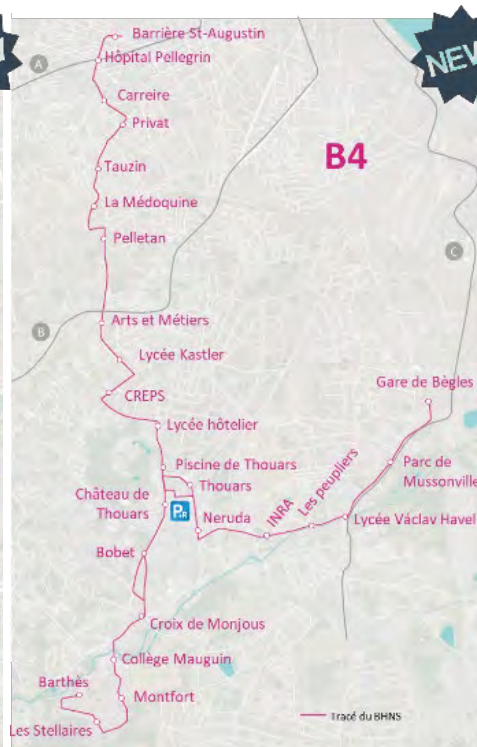 Barrière St-Augustin
A
Hôpital Pellegrin
NEW
Carreire
Privat
B4
Tauzin
La Médoquine
Pelletan
C
Arts et Métiers
B
Lycée Kastler
Gare de Bègles
CREPS
Lycée hôtelier
Piscine de Thouars
Parc de
Mussonville
Thouars
Château de
Thouars
P+R
Neruda
INRA
Les peupliers
Lycée Václav Havel
Bobet
Croix de Monjous
Collège Mauguin
Barthès
Montfort
Les Stellaires
Tracé du BHNS